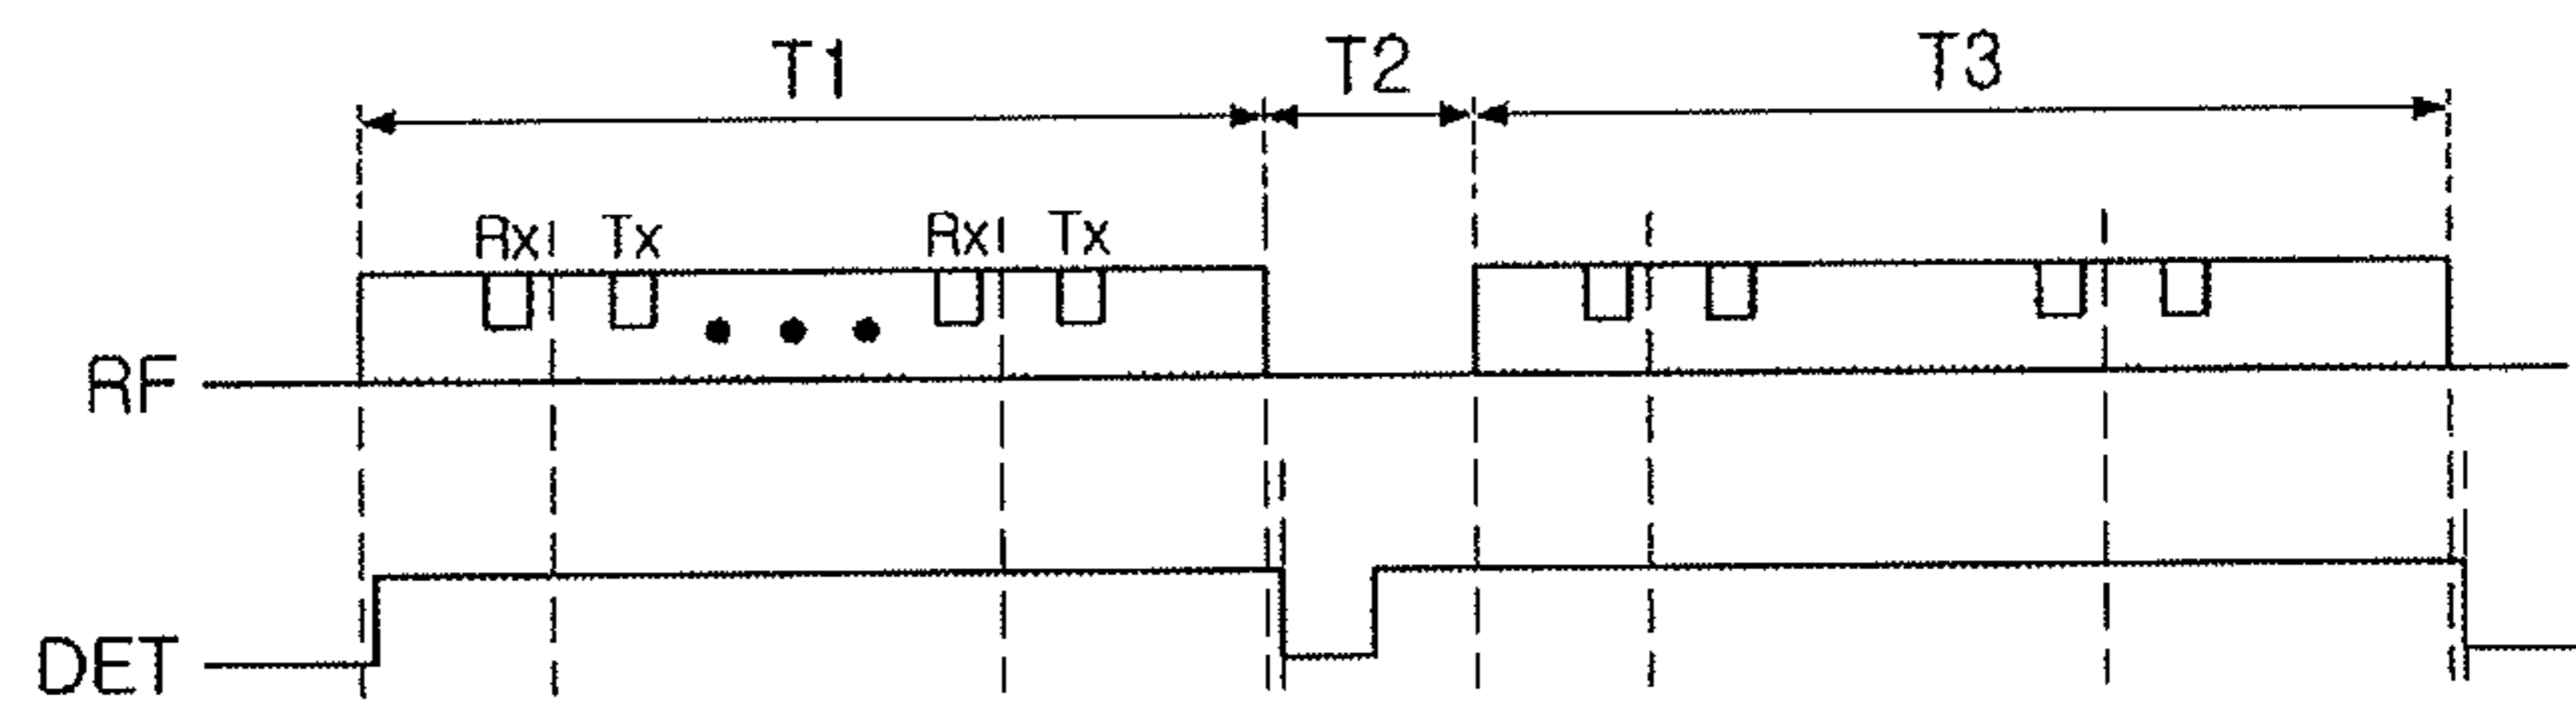 T1 T2 T3
Rx Tx Rx Tx
RF
DET